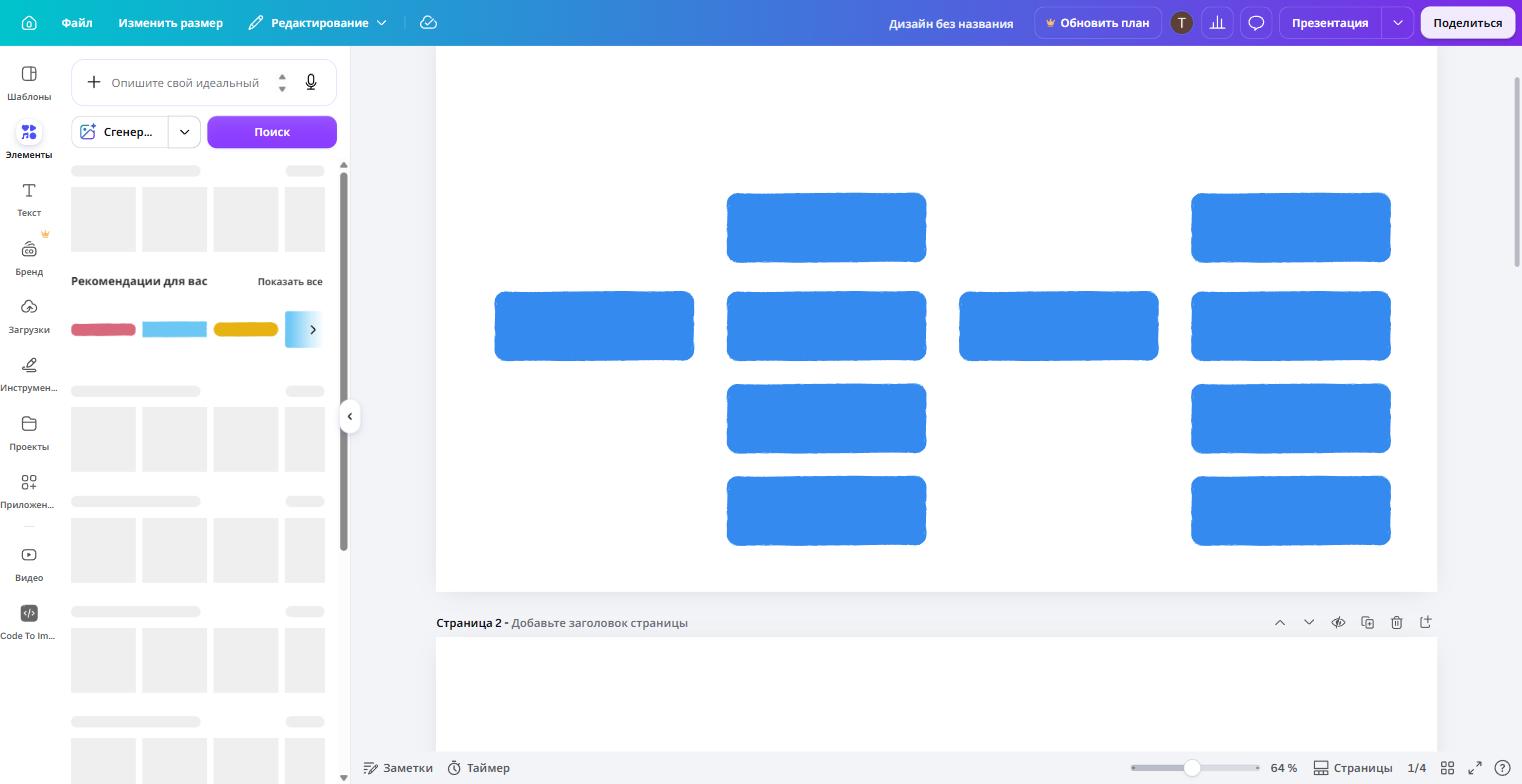 Файл
Изменить размер
Редактирование
Дизайн без названия
Обновить план
T
Презентация
Поделиться
Шаблоны
Элементы
Текст
Бренд
Загрузки
Инструмен...
Проекты
Приложен...
Видео
Code To Im...
Опишите свой идеальный
Сгенер...
Поиск
Рекомендации для вас
Показать все
Страница 2 - Добавьте заголовок страницы
Заметки
Таймер
64 %
Страницы
1/4